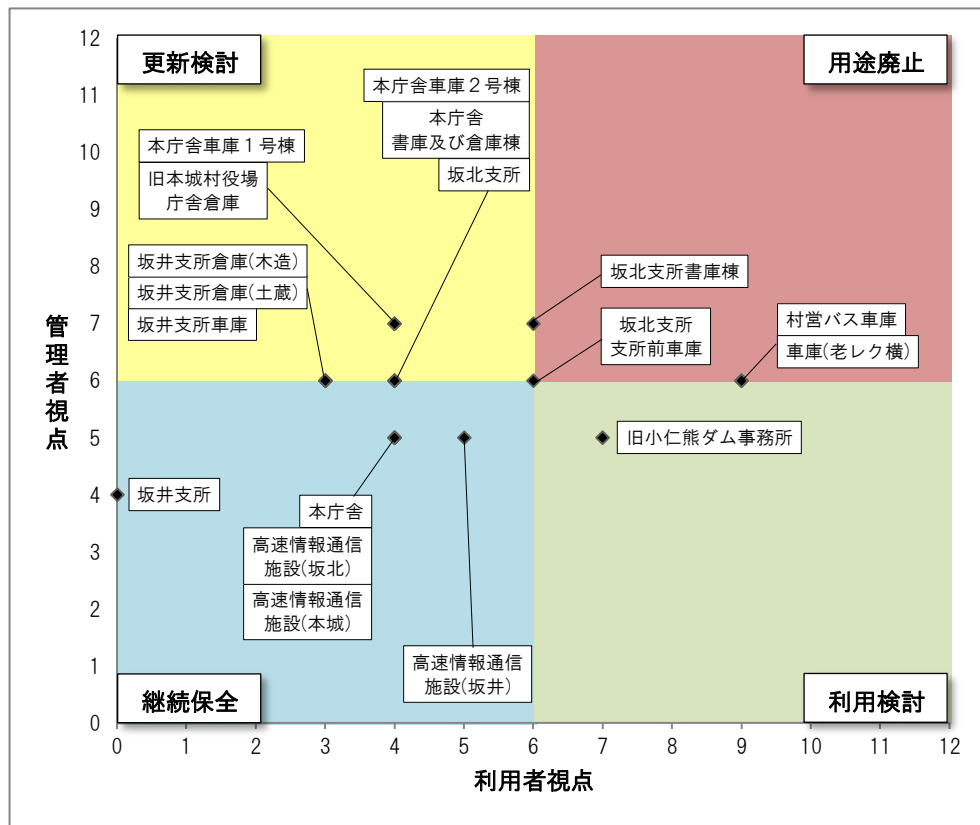 12
11
10
9
8
7
6
5
4
3
2
1
0
管理者視点
更新検討
用途廃止
本庁舎車庫2号棟
本庁舎
書庫及び倉庫棟
坂北支所
本庁舎車庫1号棟
旧本城村役場
庁舎倉庫
坂井支所倉庫(木造)
坂井支所倉庫(土蔵)
坂井支所車庫
坂北支所書庫棟
坂北支所
支所前車庫
村営バス車庫
車庫(老レク横)
旧小仁熊ダム事務所
坂井支所
本庁舎
高速情報通信
施設(坂北)
高速情報通信
施設(本城)
高速情報通信
施設(坂井)
継続保全
利用検討
0 1 2 3 4 5 6 7 8 9 10 11 12
利用者視点